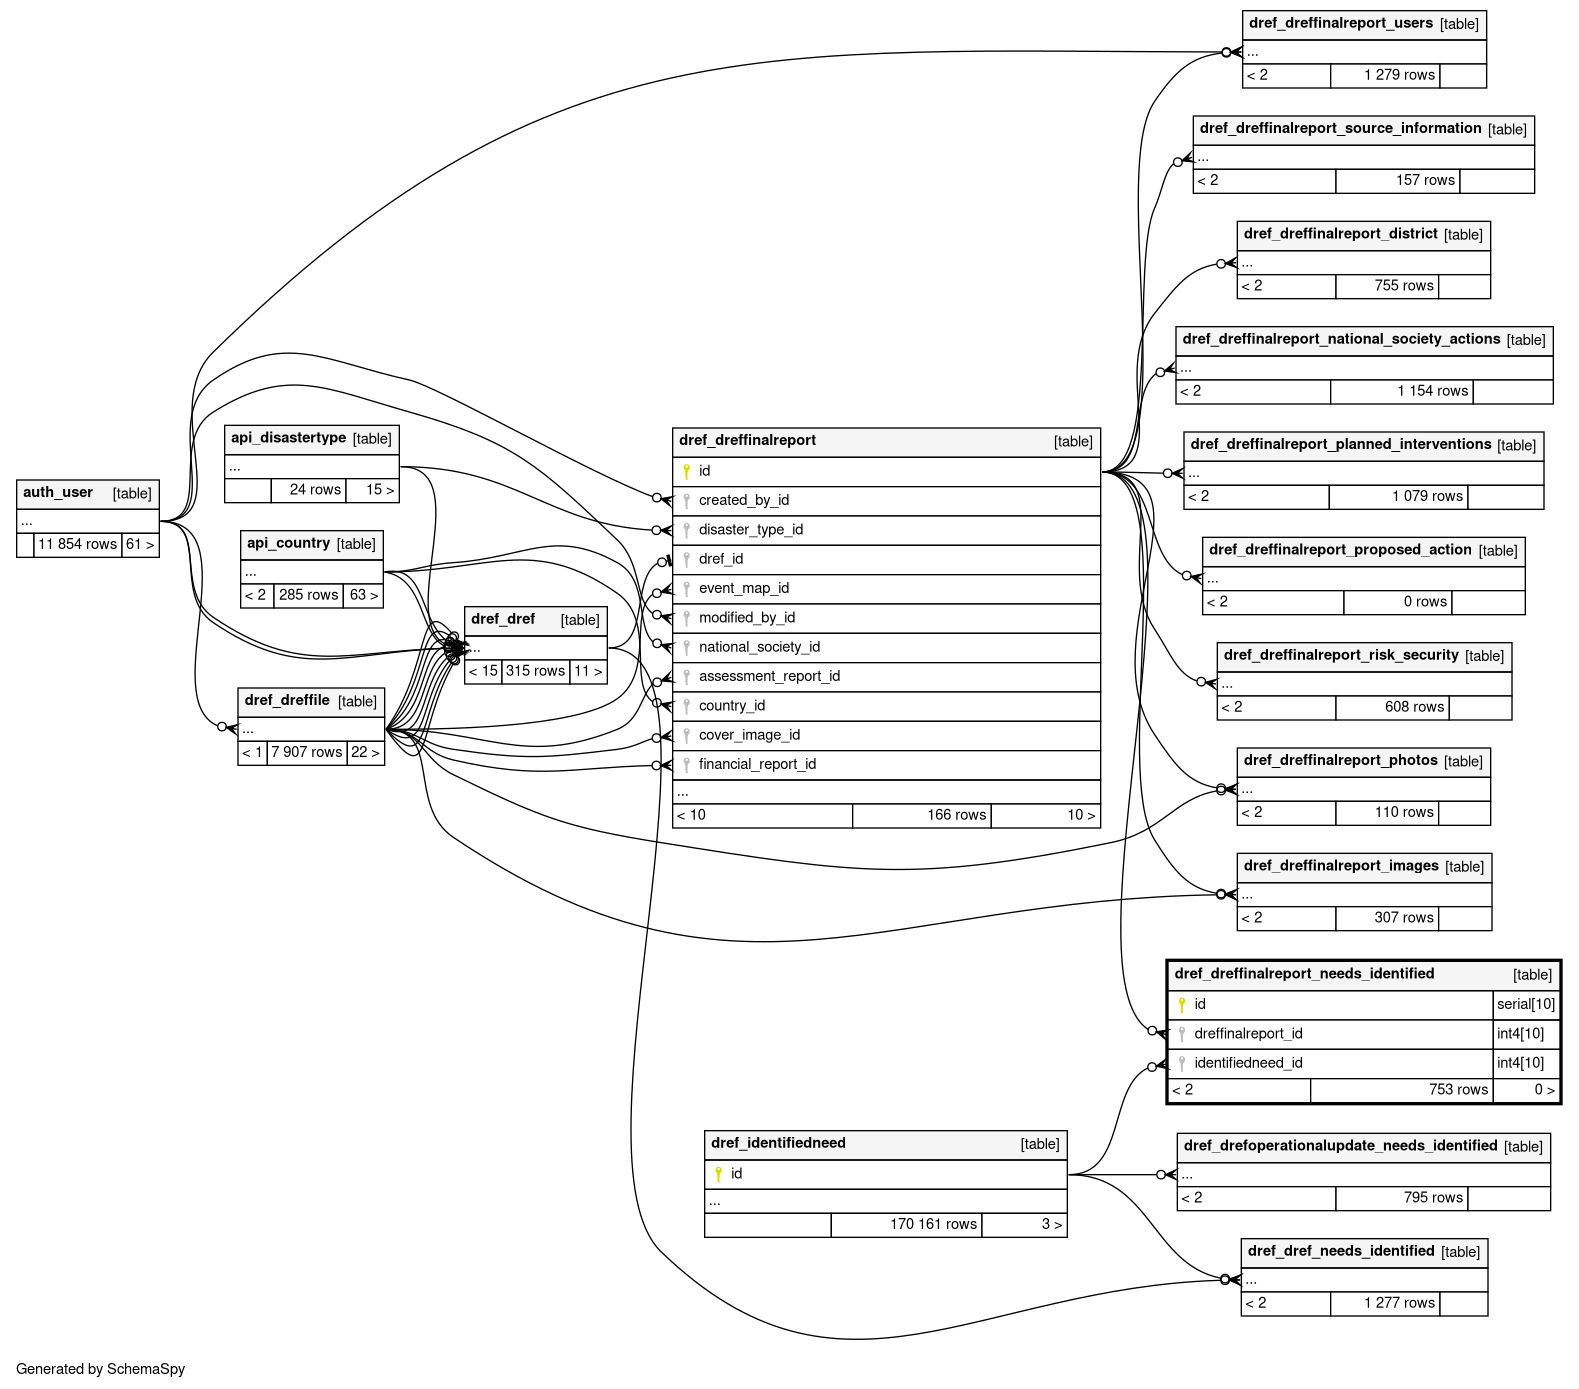 dref_dreffinalreport_users [table]
...
< 2 1 279 rows
dref_dreffinalreport_source_information [table]
...
< 2 157 rows
dref_dreffinalreport_district [table]
...
< 2 755 rows
dref_dreffinalreport_national_society_actions [table]
...
< 2 1 154 rows
dref_dreffinalreport_planned_interventions [table]
...
< 2 1 079 rows
dref_dreffinalreport_proposed_action [table]
...
< 2 0 rows
dref_dreffinalreport_risk_security [table]
...
< 2 608 rows
dref_dreffinalreport_photos [table]
...
< 2 110 rows
dref_dreffinalreport_images [table]
...
< 2 307 rows
dref_dreffinalreport_needs_identified [table]
id serial[10]
dreffinalreport_id int4[10]
identifiedneed_id int4[10]
< 2 753 rows 0 >
dref_drefoperationalupdate_needs_identified [table]
...
< 2 795 rows
dref_dref_needs_identified [table]
...
< 2 1 277 rows
auth_user [table]
...
11 854 rows 61 >
api_disastertype [table]
...
24 rows 15 >
api_country [table]
...
< 2 285 rows 63 >
dref_dref [table]
...
< 15 315 rows 11 >
dref_dreffile [table]
...
< 1 7 907 rows 22 >
dref_dreffinalreport [table]
id
created_by_id
disaster_type_id
dref_id
event_map_id
modified_by_id
national_society_id
assessment_report_id
country_id
cover_image_id
financial_report_id
...
< 10 166 rows 10 >
dref_identifiedneed [table]
id
...
170 161 rows 3 >
Generated by SchemaSpy